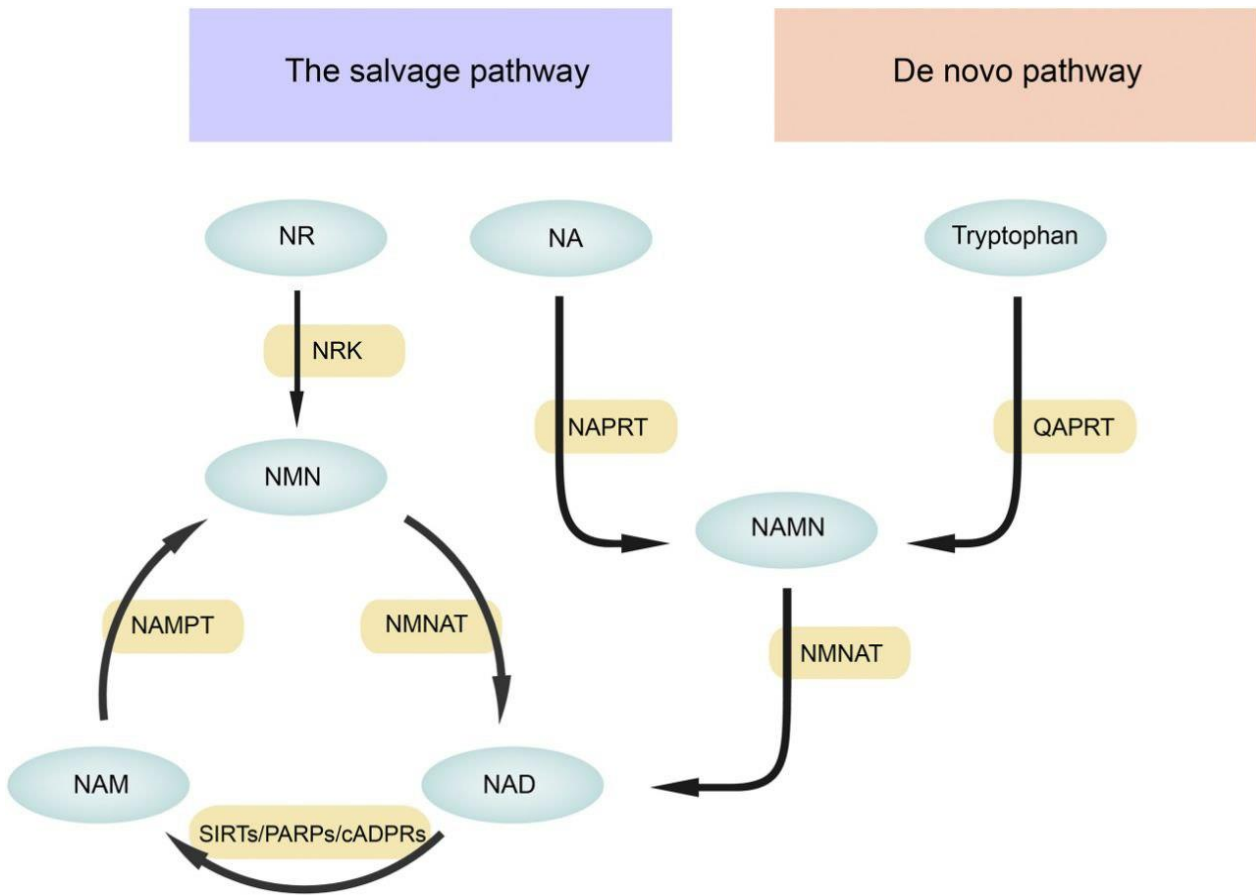 The salvage pathway
De novo pathway
NR
NA
Tryptophan
NRK
NAPRT
QAPRT
NMN
NAMN
NAMPT
NMNAT
NMNAT
NAM
NAD
SIRTs/PARPs/cADPRs